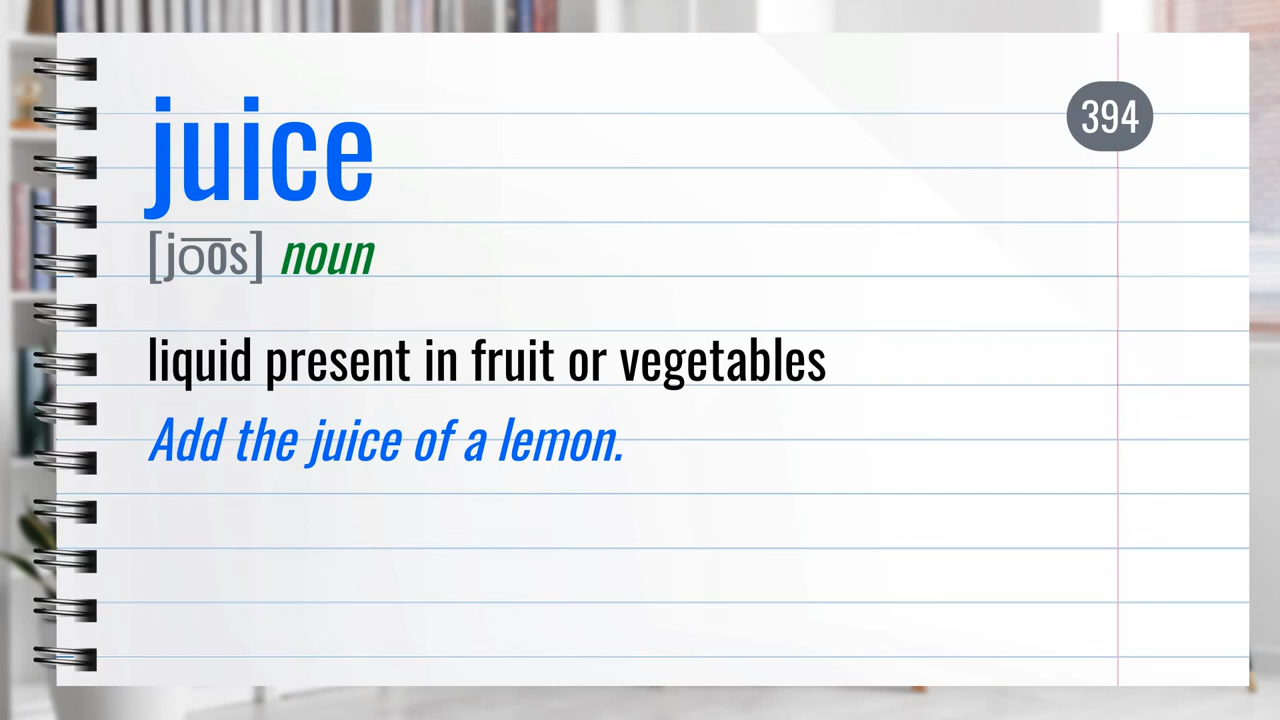 juice
394
[jo͞os] noun
liquid present in fruit or vegetables
Add the juice of a lemon.